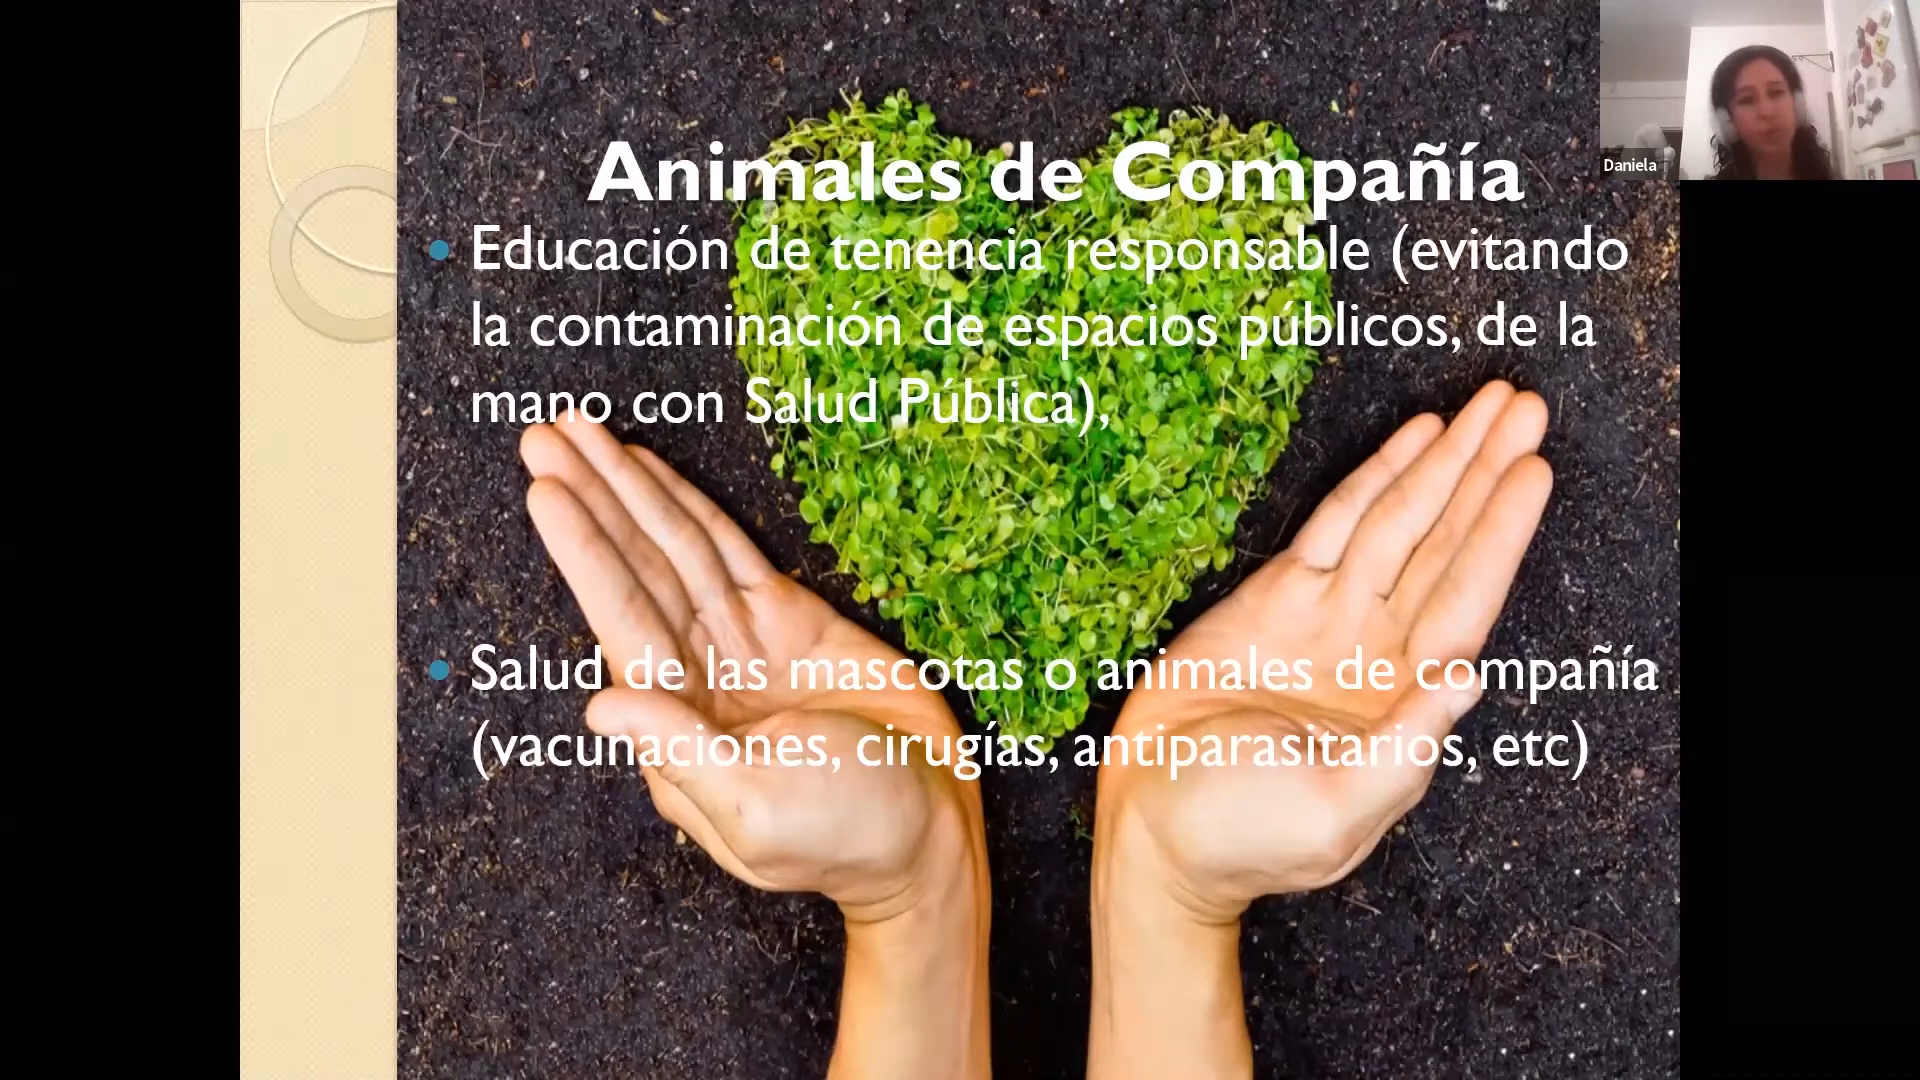 Animales de Compañía
Educación de tenencia responsable (evitando
la contaminación de espacios públicos, de la
mano con Salud Pública),
Salud de las mascotas o animales de compañía
(vacunaciones, cirugías, antiparasitarios, etc)
Daniela